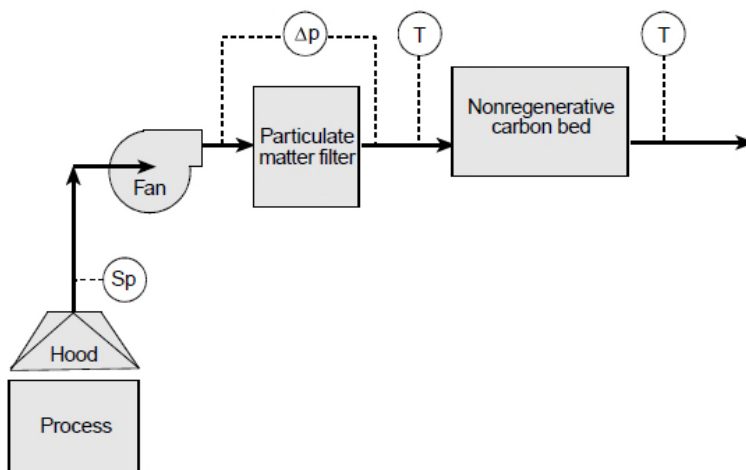 Δp
T
T
Particulate
matter filter
Nonregenerative
carbon bed
Fan
Sp
Hood
Process